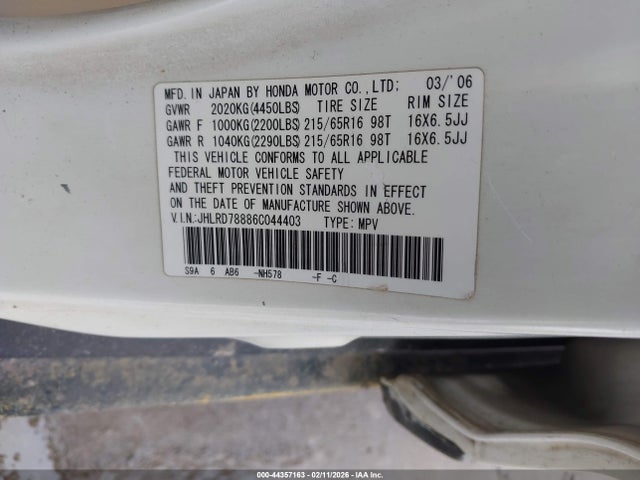 MFD. IN JAPAN BY HONDA MOTOR CO.,LTD: 03/'06
GVWR 2020KG(4450LBS) TIRE SIZE RIM SIZE
GAWR F 1000KG(2200LBS) 215/65R16 98T 16X6.5JJ
GAWR R 1040KG(2290LBS) 215/65R16 98T 16X6.5JJ
THIS VEHICLE CONFORMS TO ALL APPLICABLE
FEDERAL MOTOR VEHICLE SAFETY
AND THEFT PREVENTION STANDARDS IN EFFECT
ON THE DATE OF MANUFACTURE SHOWN ABOVE.
V.I.N:JHLRD78886C044403 TYPE: MPV
S9A 6 AB6 -NH578 -F -C
000-44357163 - 02/11/2026 - IAAI.com